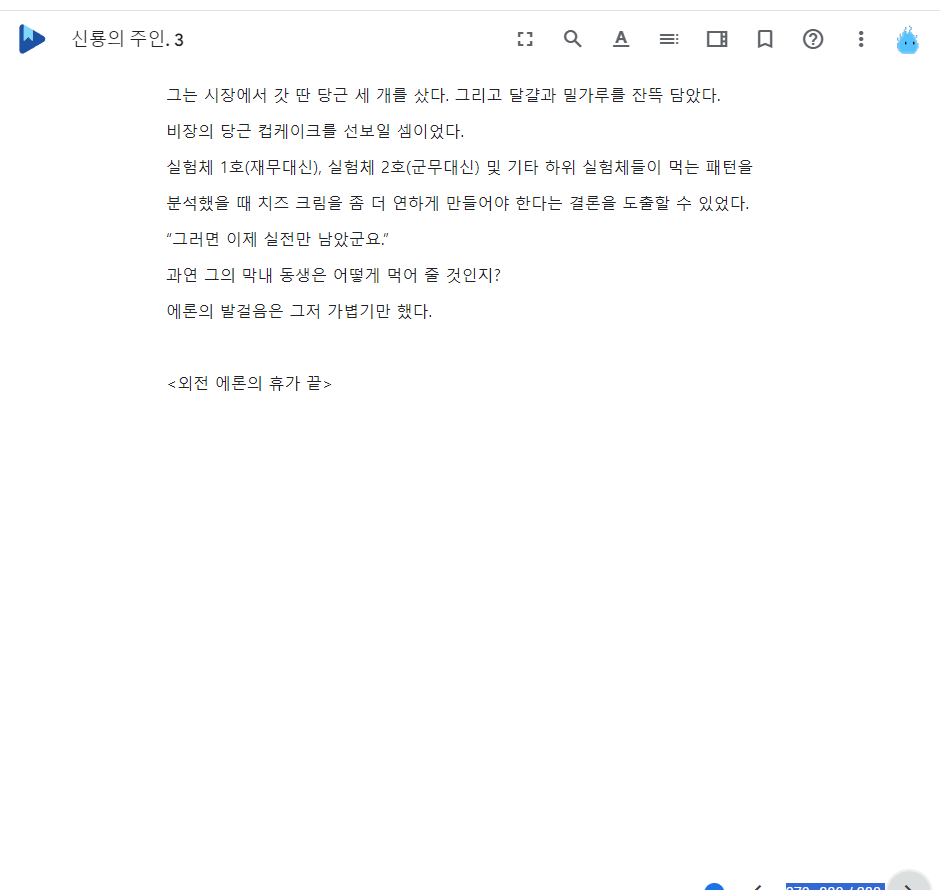 신룡의 주인. 3
그는 시장에서 갓 딴 당근 세 개를 샀다. 그리고 달걀과 밀가루를 잔뜩 담았다.
비장의 당근 컵케이크를 선보일 셈이었다.
실험체 1호(재무대신), 실험체 2호(군무대신) 및 기타 하위 실험체들이 먹는 패턴을
분석했을 때 치즈 크림을 좀 더 연하게 만들어야 한다는 결론을 도출할 수 있었다.
“그러면 이제 실전만 남았군요.”
과연 그의 막내 동생은 어떻게 먹어 줄 것인지?
에론의 발걸음은 그저 가볍기만 했다.
<외전 에론의 휴가 끝>